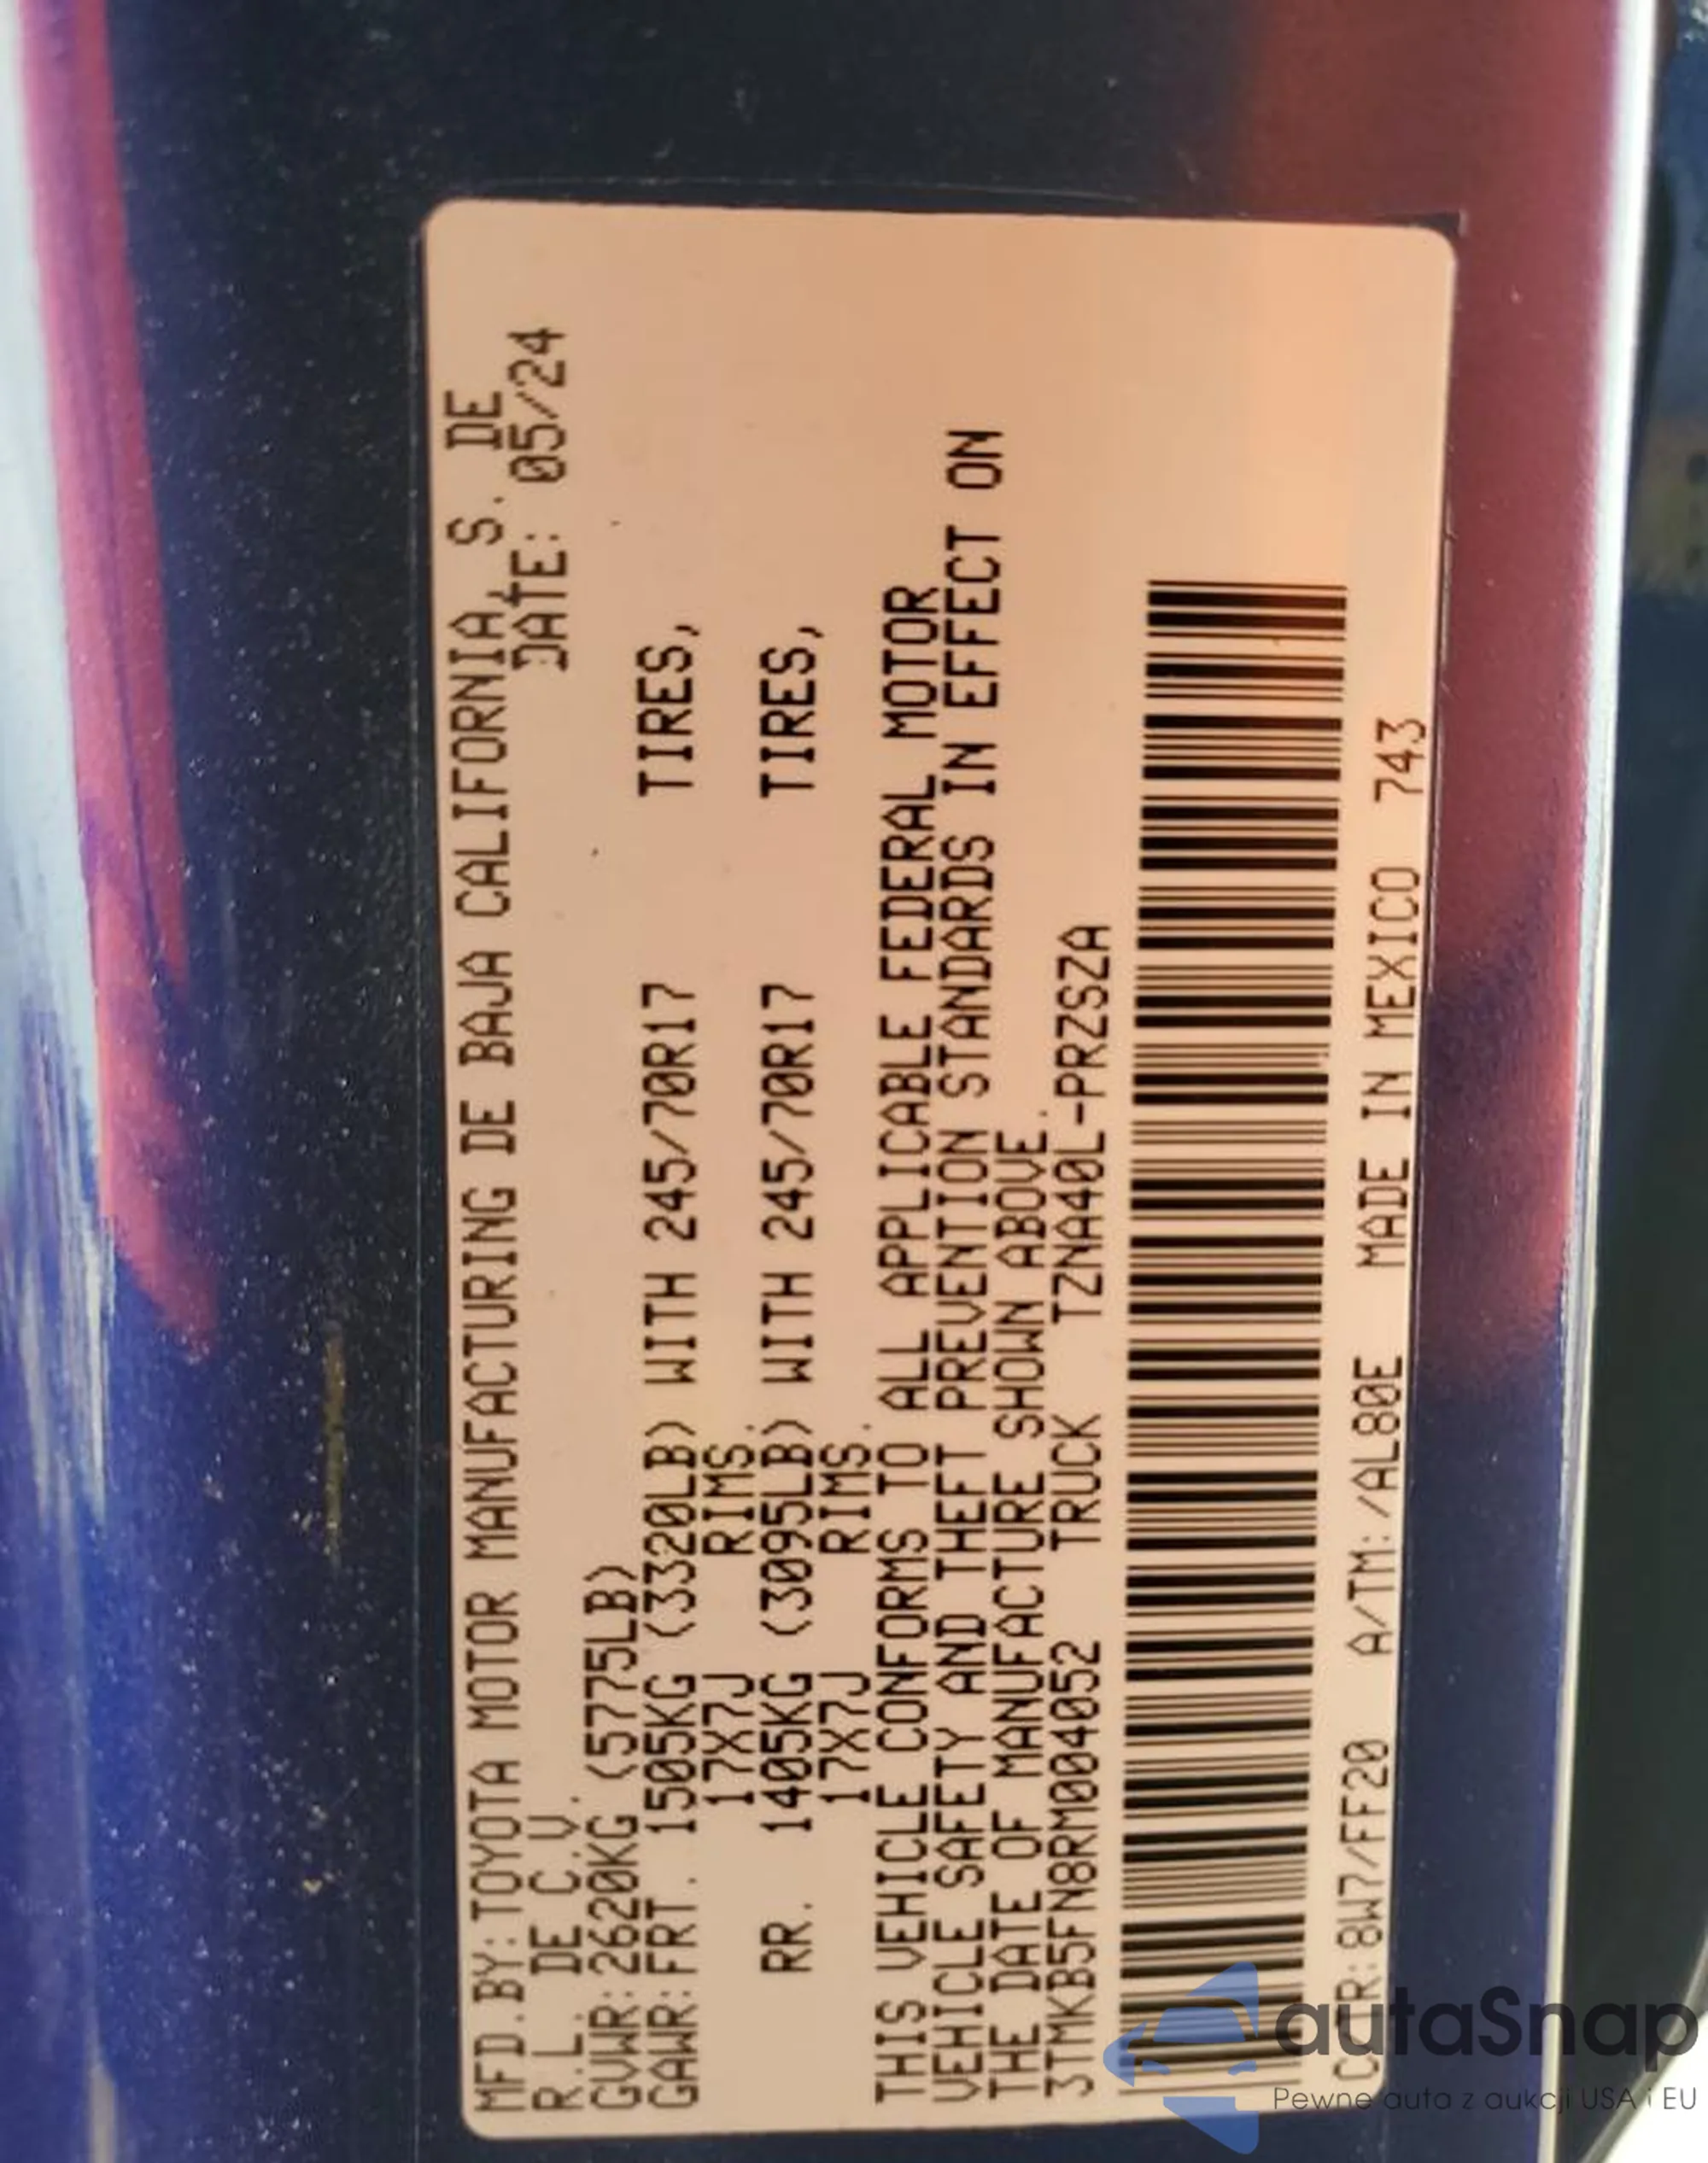 MFD.BY:TOYOTA MOTOR MANUFACTURING DE BAJA CALIFORNIA, S. DE
R.L. DE C.V. DATE: 05/24
GVWR:2620KG (5775LB)
GAWR:FRT. 1505KG (3320LB) WITH 245/70R17 TIRES,
17X7J RIMS.
RR. 1405KG (3095LB) WITH 245/70R17 TIRES,
17X7J RIMS.
THIS VEHICLE CONFORMS TO ALL APPLICABLE FEDERAL MOTOR
VEHICLE SAFETY AND THEFT PREVENTION STANDARDS IN EFFECT ON
THE DATE OF MANUFACTURE SHOWN ABOVE.
3TMKB5FN8RM004052 TRUCK TZNA40L-PRZSZA
C/TR:8W7/FF20 A/TM:/AL80E MADE IN MEXICO 743
autaSnap
Pewne auta z aukcji USA i EU